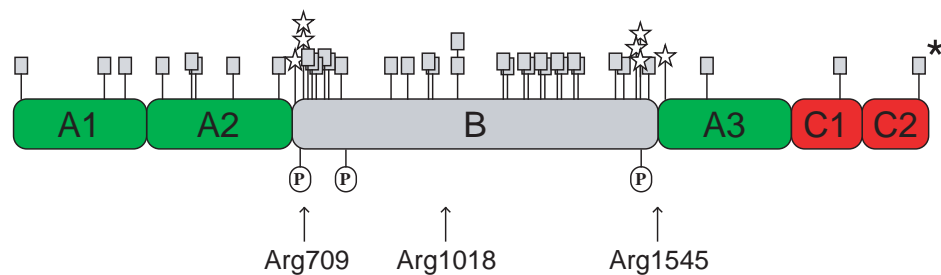 *
A1 A2 B A3 C1 C2
P P P
Arg709 Arg1018 Arg1545